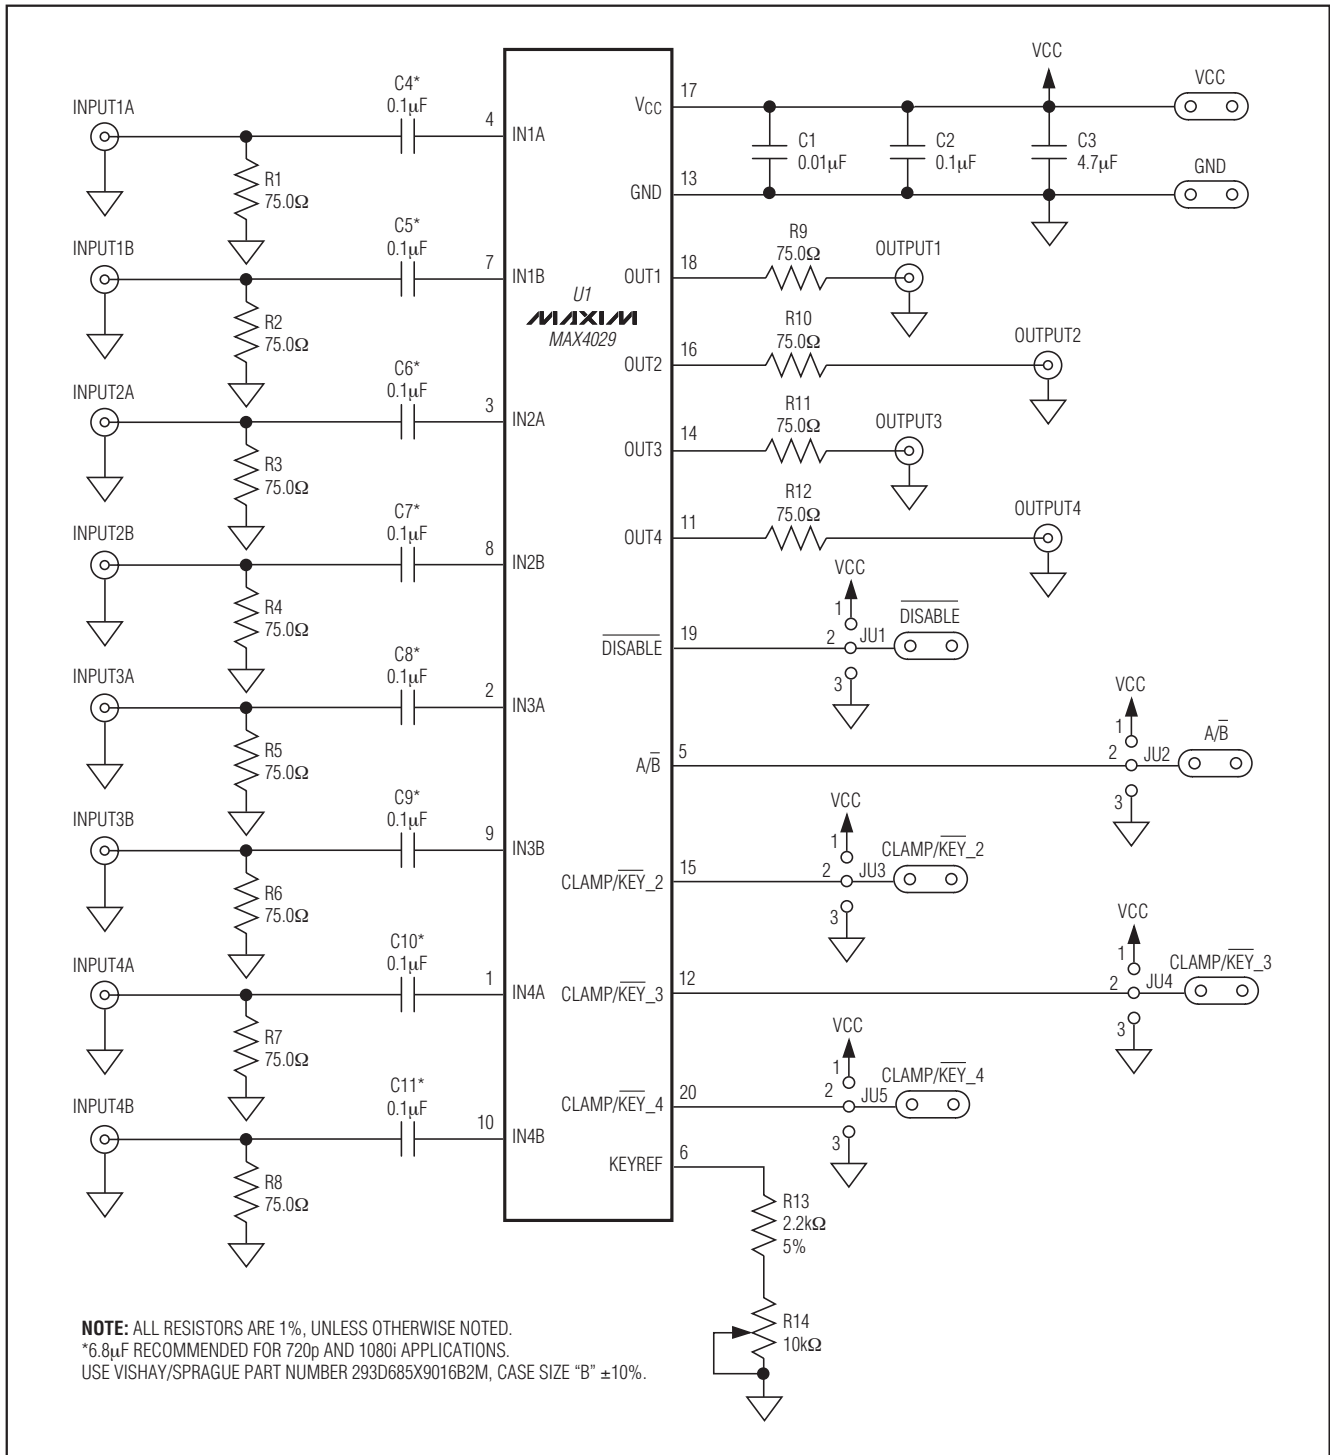 INPUT1A
C4*
0.1µF
4
IN1A
R1
75.0Ω
INPUT1B
C5*
0.1µF
7
IN1B
R2
75.0Ω
INPUT2A
C6*
0.1µF
3
IN2A
R3
75.0Ω
INPUT2B
C7*
0.1µF
8
IN2B
R4
75.0Ω
INPUT3A
C8*
0.1µF
2
IN3A
R5
75.0Ω
INPUT3B
C9*
0.1µF
9
IN3B
R6
75.0Ω
INPUT4A
C10*
0.1µF
1
IN4A
R7
75.0Ω
INPUT4B
C11*
0.1µF
10
IN4B
R8
75.0Ω
U1
MAXIM
MAX4029
VCC
17
VCC
VCC
C1
0.01µF
C2
0.1µF
C3
4.7µF
GND
13
GND
OUT1
18
R9
75.0Ω
OUTPUT1
OUT2
16
R10
75.0Ω
OUTPUT2
OUT3
14
R11
75.0Ω
OUTPUT3
OUT4
11
R12
75.0Ω
OUTPUT4
DISABLE
19
VCC
1
2
3
JU1
DISABLE
A/B
5
VCC
1
2
3
JU2
A/B
CLAMP/KEY_2
15
VCC
1
2
3
JU3
CLAMP/KEY_2
CLAMP/KEY_3
12
VCC
1
2
3
JU4
CLAMP/KEY_3
CLAMP/KEY_4
20
VCC
1
2
3
JU5
CLAMP/KEY_4
KEYREF
6
R13
2.2kΩ
5%
R14
10kΩ
NOTE: ALL RESISTORS ARE 1%, UNLESS OTHERWISE NOTED.
*6.8µF RECOMMENDED FOR 720p AND 1080i APPLICATIONS.
USE VISHAY/SPRAGUE PART NUMBER 293D685X9016B2M, CASE SIZE “B” ±10%.